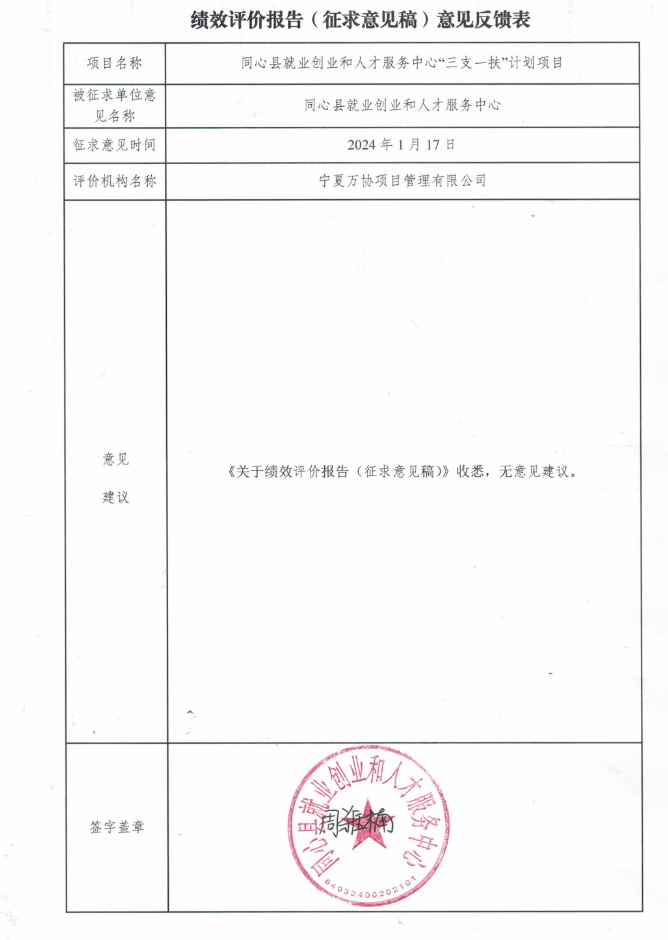 绩效评价报告（征求意见稿）意见反馈表
项目名称
同心县就业创业和人才服务中心“三支一扶”计划项目
被征求单位意
见名称
同心县就业创业和人才服务中心
征求意见时间
2024 年 1 月 17 日
评价机构名称
宁夏万协项目管理有限公司
意见
建议
《关于绩效评价报告（征求意见稿）》收悉，无意见建议。
签字盖章
同心县就业创业和人才服务中心
周雅楠
64032400202101